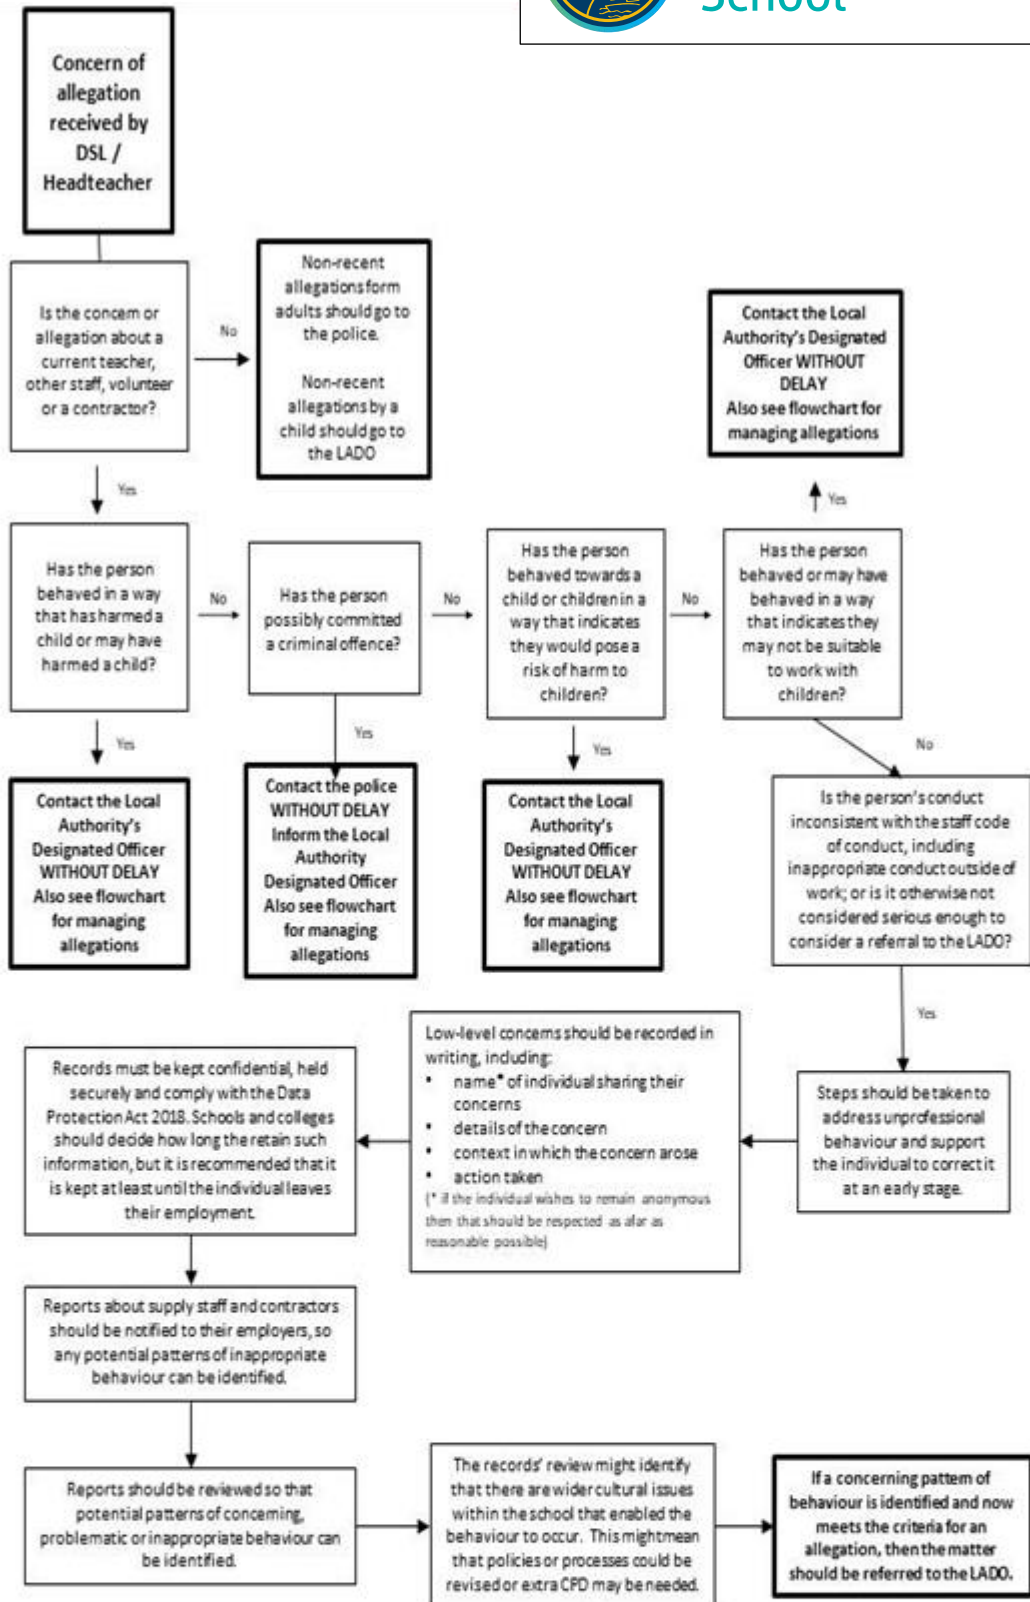 School
Concern of
allegation
received by
DSL /
Headteacher
Is the concern or
allegation about a
current teacher,
other staff, volunteer
or a contractor?
No
Non-recent
allegations form
adults should go to
the police.
Non-recent
allegations by a
child should go to
the LADO
Contact the Local
Authority's Designated
Officer WITHOUT
DELAY
Also see flowchart for
managing allegations
Yes
Yes
Has the person
behaved in a way
that has harmed a
child or may have
harmed a child?
No
Has the person
possibly committed
a criminal offence?
No
Has the person
behaved towards a
child or children in a
way that indicates
they would pose a
risk of harm to
children?
No
Has the person
behaved or may have
behaved in a way
that indicates they
may not be suitable
to work with
children?
Yes
Yes
Yes
No
Contact the Local
Authority's
Designated Officer
WITHOUT DELAY
Also see flowchart
for managing
allegations
Contact the police
WITHOUT DELAY
Inform the Local
Authority
Designated Officer
Also see flowchart
for managing
allegations
Contact the Local
Authority's
Designated Officer
WITHOUT DELAY
Also see flowchart
for managing
allegations
Is the person's conduct
inconsistent with the staff code
of conduct, including
inappropriate conduct outside of
work; or is it otherwise not
considered serious enough to
consider a referral to the LADO?
Yes
Steps should be taken to
address unprofessional
behaviour and support
the individual to correct it
at an early stage.
Low-level concerns should be recorded in
writing, including:
• name* of individual sharing their
concerns
• details of the concern
• context in which the concern arose
• action taken
(* if the individual wishes to remain anonymous
then that should be respected as afar as
reasonable possible)
Records must be kept confidential, held
securely and comply with the Data
Protection Act 2018. Schools and colleges
should decide how long the retain such
information, but it is recommended that it
is kept at least until the individual leaves
their employment.
Reports about supply staff and contractors
should be notified to their employers, so
any potential patterns of inappropriate
behaviour can be identified.
Reports should be reviewed so that
potential patterns of concerning,
problematic or inappropriate behaviour can
be identified.
The records' review might identify
that there are wider cultural issues
within the school that enabled the
behaviour to occur. This might mean
that policies or processes could be
revised or extra CPD may be needed.
If a concerning pattern of
behaviour is identified and now
meets the criteria for an
allegation, then the matter
should be referred to the LADO.